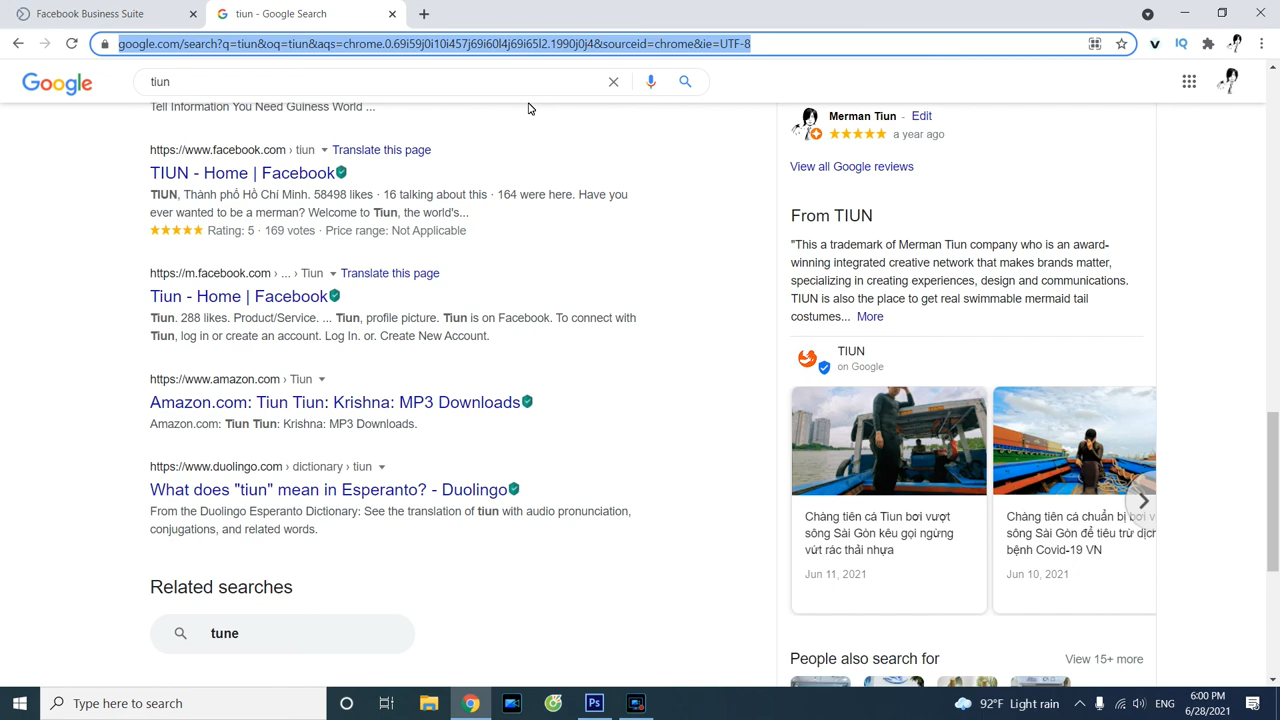 Facebook Business Suite
tiun - Google Search
google.com/search?q=tiun&oq=tiun&aqs=chrome.0.69i59j0i10i457j69i60l4j69i65l2.1990j0j4&sourceid=chrome&ie=UTF-8
Google
tiun
Tell Information You Need Guiness World ...
https://www.facebook.com › tiun Translate this page
TIUN - Home | Facebook
TIUN, Thành phố Hồ Chí Minh. 58498 likes · 16 talking about this · 164 were here. Have you
ever wanted to be a merman? Welcome to Tiun, the world's...
Rating: 5 · 169 votes · Price range: Not Applicable
https://m.facebook.com › ... › Tiun Translate this page
Tiun - Home | Facebook
Tiun. 288 likes. Product/Service. ... Tiun, profile picture. Tiun is on Facebook. To connect with
Tiun, log in or create an account. Log In. or. Create New Account.
https://www.amazon.com › Tiun
Amazon.com: Tiun Tiun: Krishna: MP3 Downloads
Amazon.com: Tiun Tiun: Krishna: MP3 Downloads.
https://www.duolingo.com › dictionary › tiun
What does "tiun" mean in Esperanto? - Duolingo
From the Duolingo Esperanto Dictionary: See the translation of tiun with audio pronunciation,
conjugations, and related words.
Related searches
tune
Merman Tiun - Edit
a year ago
View all Google reviews
From TIUN
"This a trademark of Merman Tiun company who is an award-
winning integrated creative network that makes brands matter,
specializing in creating experiences, design and communications.
TIUN is also the place to get real swimmable mermaid tail
costumes... More
TIUN
on Google
Chàng tiên cá Tiun bơi vượt
sông Sài Gòn kêu gọi ngừng
vứt rác thải nhựa
Jun 11, 2021
Chàng tiên cá chuẩn bị bơi v
sông Sài Gòn để tiêu trừ dịch
bệnh Covid-19 VN
Jun 10, 2021
People also search for
View 15+ more
Type here to search
Ps
92°F Light rain
ENG
6:00 PM
6/28/2021